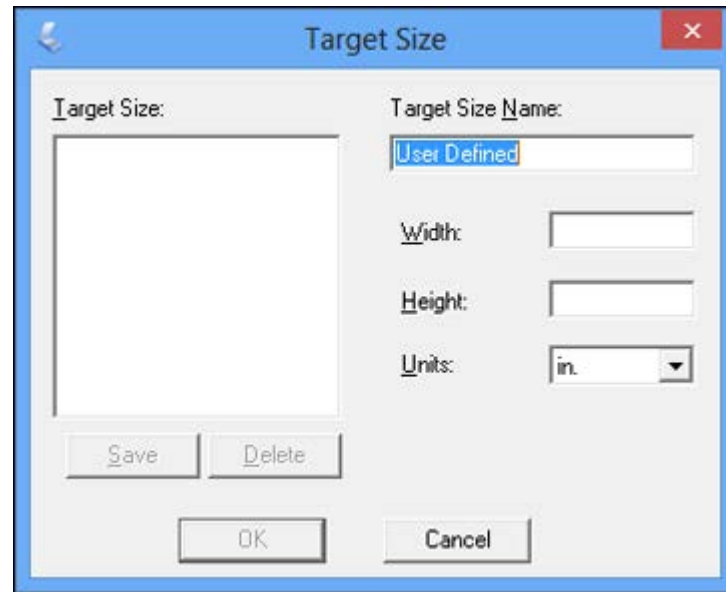 Target Size
Target Size:
Target Size Name:
User Defined
Width:
Height:
Units:
in.
Save
Delete
OK
Cancel